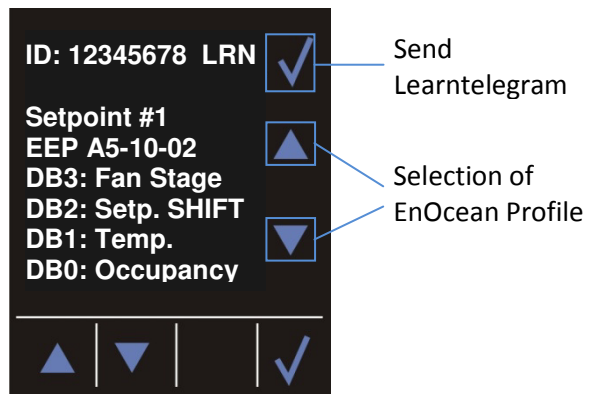 ID: 12345678 LRN
Send
Learntelegram
Setpoint #1
EEP A5-10-02
DB3: Fan Stage
DB2: Setp. SHIFT
DB1: Temp.
DB0: Occupancy
Selection of
EnOcean Profile